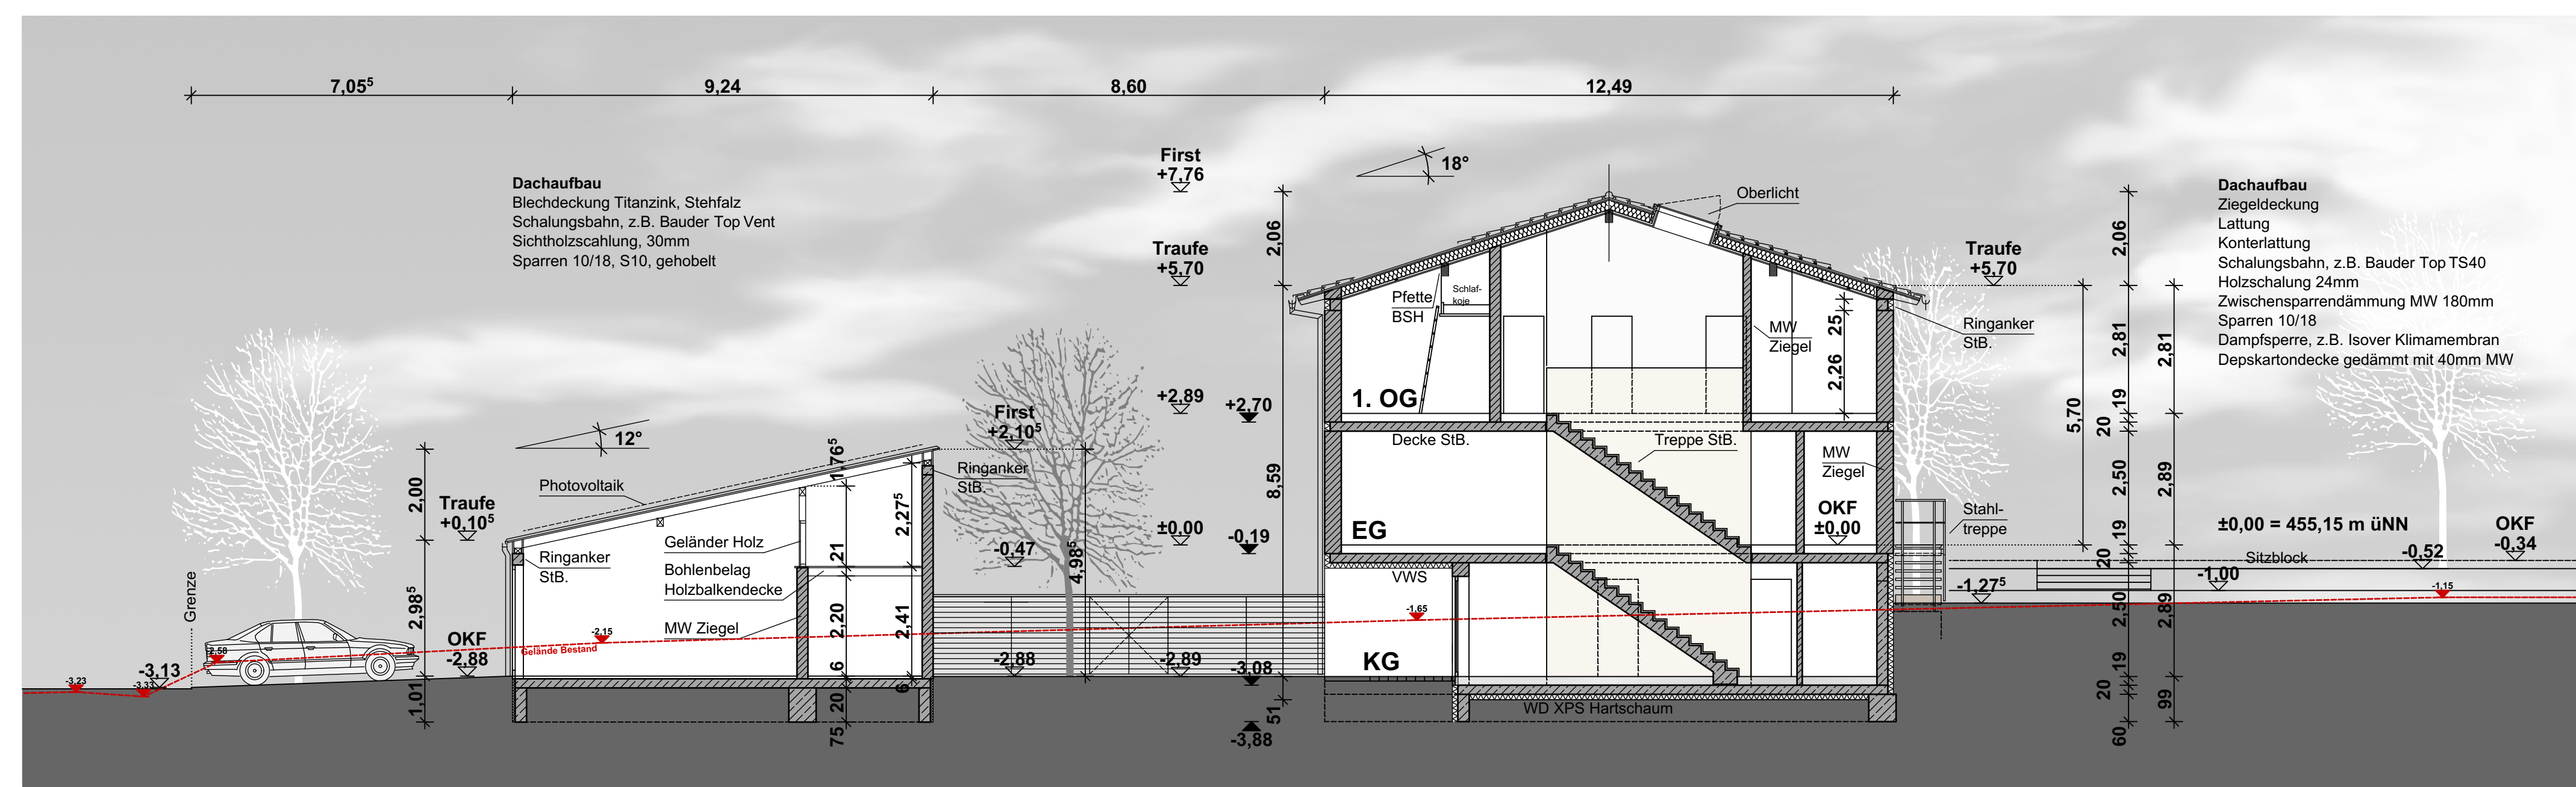 7,05⁵
9,24
8,60
12,49
Dachaufbau
Blechdeckung Titanzink, Stehfalz
Schalungsbahn, z.B. Bauder Top Vent
Sichtholzscahlung, 30mm
Sparren 10/18, S10, gehobelt
First
+7,76
18°
Traufe
+5,70
2,06
Oberlicht
2,06
Traufe
+5,70
Dachaufbau
Ziegeldeckung
Lattung
Konterlattung
Schalungsbahn, z.B. Bauder Top TS40
Holzschalung 24mm
Zwischensparrendämmung MW 180mm
Sparren 10/18
Dampfsperre, z.B. Isover Klimamembran
Depskartondecke gedämmt mit 40mm MW
Pfette
BSH
Schlaf-
koje
MW
Ziegel
25
2,26
Ringanker
StB.
2,81
2,81
+2,89
+2,70
1. OG
19
20
5,70
12°
First
+2,10⁵
1,76⁵
Ringanker
StB.
Decke StB.
Treppe StB.
MW
Ziegel
8,59
2,50
2,89
2,00
Photovoltaik
Traufe
+0,10⁵
2,27⁵
±0,00
-0,19
-0,47
4,98⁵
EG
OKF
±0,00
Stahl-
treppe
19
20
±0,00 = 455,15 m üNN
OKF
-0,34
-0,52
Sitzblock
-1,00
-1,27⁵
-1,15
Geländer Holz
21
Ringanker
StB.
Bohlenbelag
Holzbalkendecke
VWS
Grenze
2,98⁵
2,20
2,41
MW Ziegel
-1,65
2,50
2,89
-2,15
Gelände Bestand
OKF
-2,88
-2,58
-3,13
-3,23
-3,33
6
6
-2,88
-2,89
-3,08
KG
19
20
99
1,01
20
75
51
-3,88
WD XPS Hartschaum
60